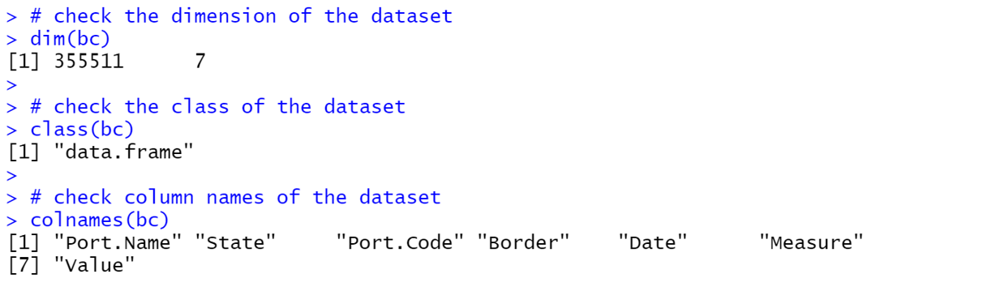 > # check the dimension of the dataset
> dim(bc)
[1] 355511      7
>
> # check the class of the dataset
> class(bc)
[1] "data.frame"
>
> # check column names of the dataset
> colnames(bc)
[1] "Port.Name" "State"     "Port.Code" "Border"    "Date"      "Measure"
[7] "Value"